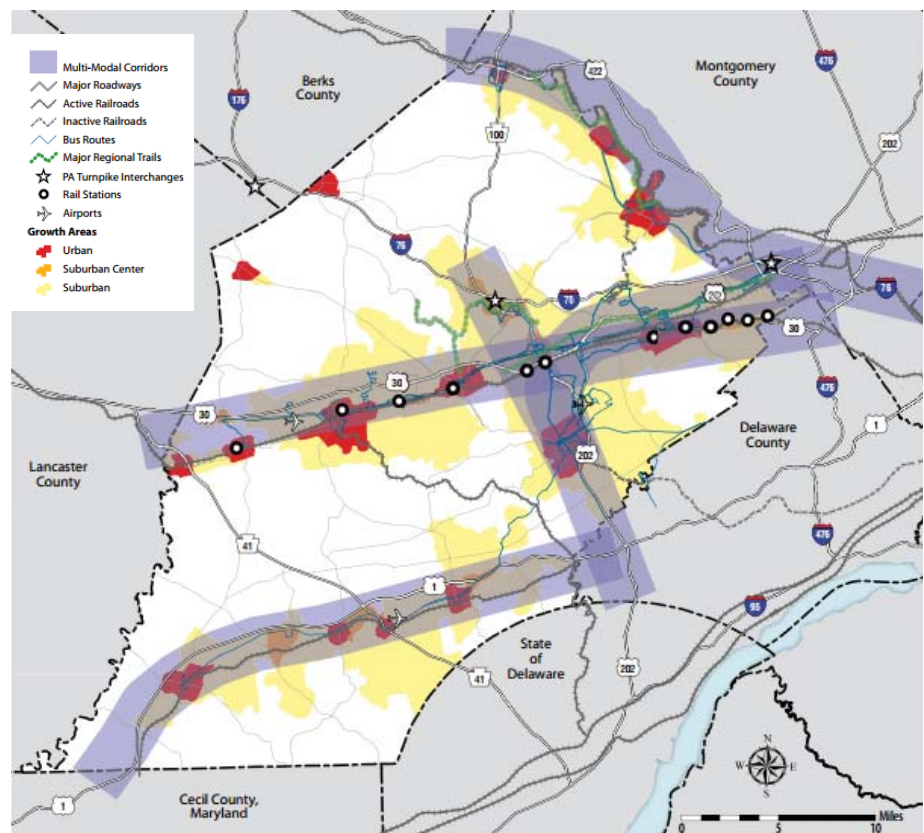 Multi-Modal Corridors
Major Roadways
Active Railroads
Inactive Railroads
Bus Routes
Major Regional Trails
PA Turnpike Interchanges
Rail Stations
Airports
Growth Areas
Urban
Suburban Center
Suburban
Berks
County
Montgomery
County
176
422
476
100
202
76
76
202
76
30
30
30
476
Delaware
County
1
Lancaster
County
202
41
476
1
95
State of
Delaware
41
202
1
Cecil County,
Maryland
N
W
E
S
Miles
0
5
10